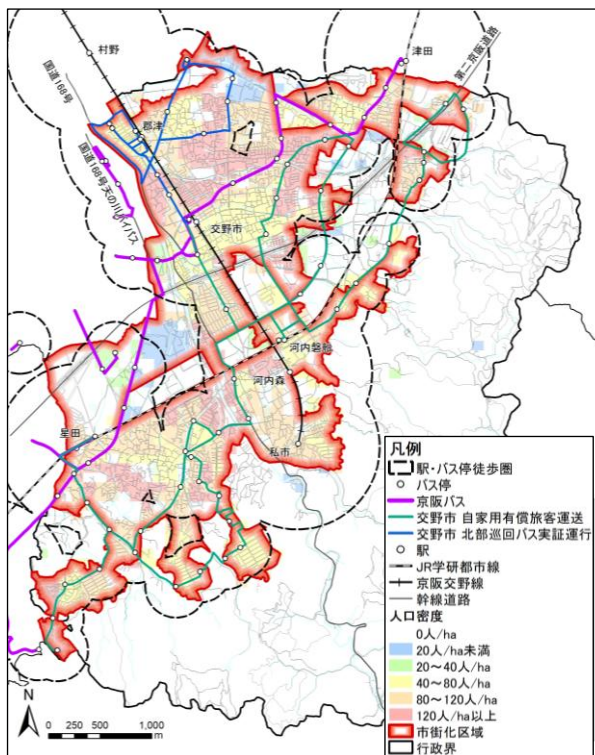 村野
津田
第二京阪道路
国道168号
郡津
国道168号天の川バイパス
交野市
河内磐船
河内森
星田
私市
凡例
駅・バス停徒歩圏
バス停
京阪バス
交野市 自家用有償旅客運送
交野市 北部巡回バス実証運行
駅
JR学研都市線
京阪交野線
幹線道路
人口密度
0人/ha
20人/ha未満
20～40人/ha
40～80人/ha
80～120人/ha
120人/ha以上
市街化区域
行政界
N
0 250 500 1,000
m